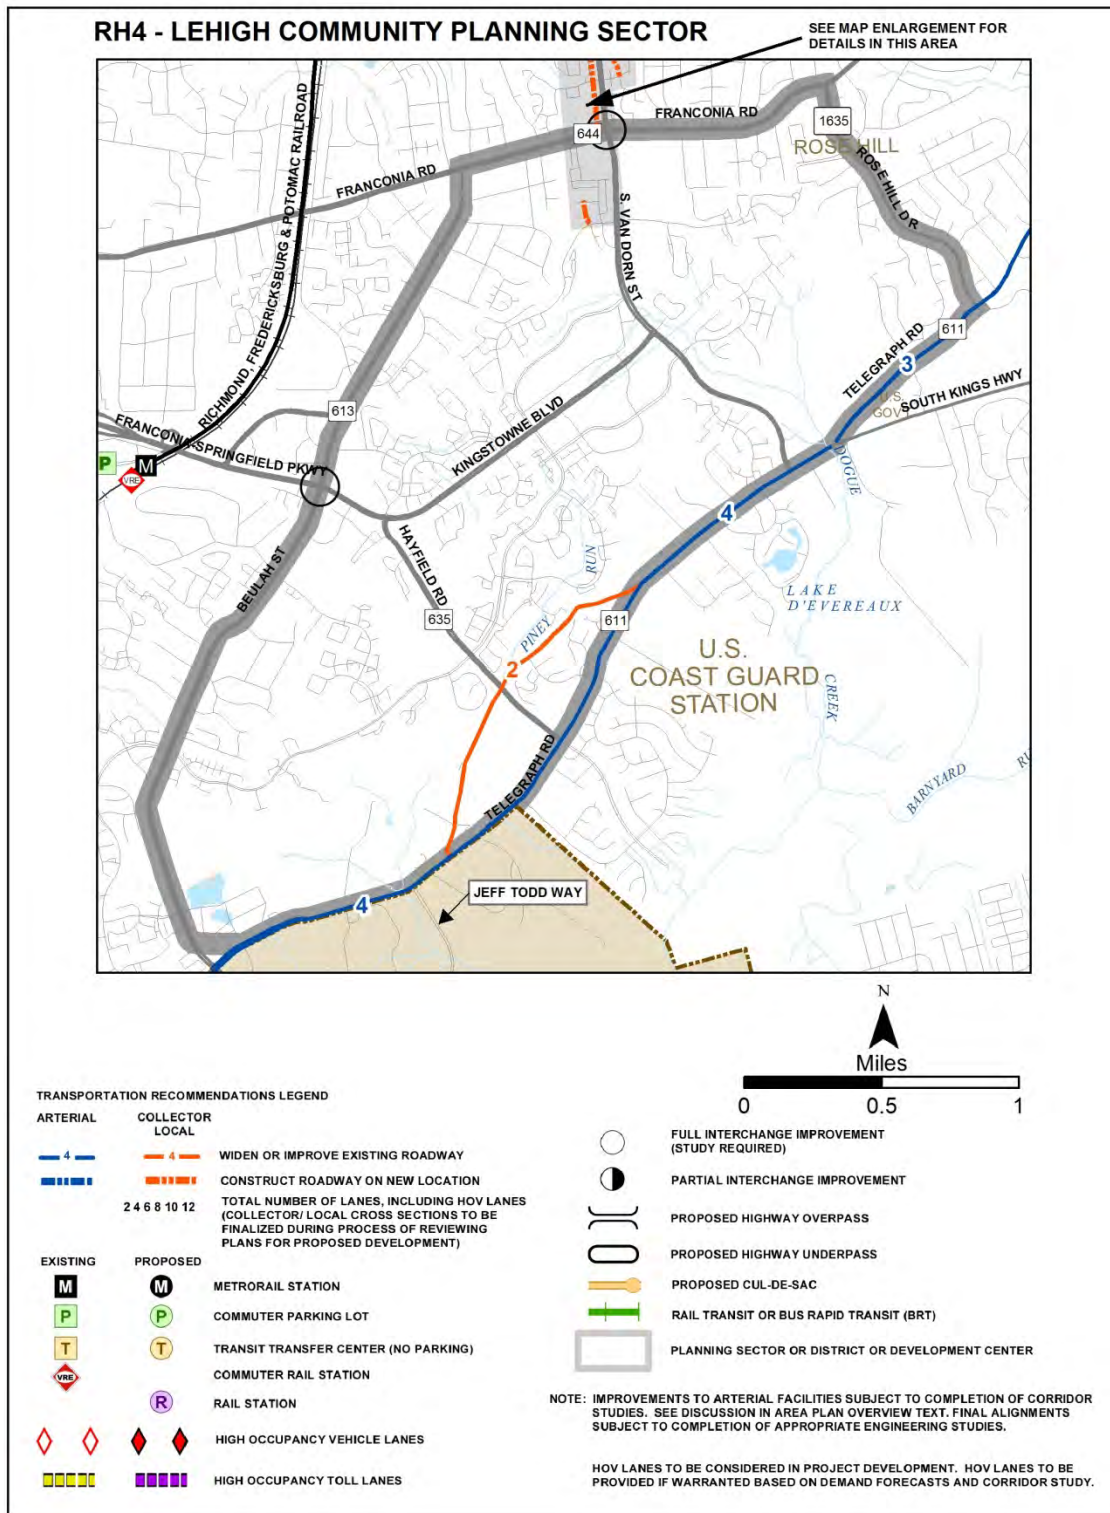 RH4 - LEHIGH COMMUNITY PLANNING SECTOR
SEE MAP ENLARGEMENT FOR
DETAILS IN THIS AREA
RICHMOND, FREDERICKSBURG & POTOMAC RAILROAD
FRANCONIA RD
644
FRANCONIA RD
1635
ROSE HILL
ROSE HILL DR
S. VAN DORN ST
611
TELEGRAPH RD
3
U.S.
GOV
SOUTH KINGS HWY
613
FRANCONIA-SPRINGFIELD PKWY
P
M
VRE
KINGSTOWNE BLVD
DOGUE
4
HAYFIELD RD
BEULAH ST
RUN
LAKE
D'EVEREAUX
635
PINEY
611
2
U.S.
COAST GUARD
STATION
CREEK
BARNYARD
RU
TELEGRAPH RD
JEFF TODD WAY
4
N
Miles
0 0.5 1
TRANSPORTATION RECOMMENDATIONS LEGEND
ARTERIAL COLLECTOR
LOCAL
4 4 WIDEN OR IMPROVE EXISTING ROADWAY
CONSTRUCT ROADWAY ON NEW LOCATION
2 4 6 8 10 12 TOTAL NUMBER OF LANES, INCLUDING HOV LANES
(COLLECTOR/ LOCAL CROSS SECTIONS TO BE
FINALIZED DURING PROCESS OF REVIEWING
PLANS FOR PROPOSED DEVELOPMENT)
EXISTING PROPOSED
M M METRORAIL STATION
P P COMMUTER PARKING LOT
T T TRANSIT TRANSFER CENTER (NO PARKING)
VRE COMMUTER RAIL STATION
R RAIL STATION
HIGH OCCUPANCY VEHICLE LANES
HIGH OCCUPANCY TOLL LANES
FULL INTERCHANGE IMPROVEMENT
(STUDY REQUIRED)
PARTIAL INTERCHANGE IMPROVEMENT
PROPOSED HIGHWAY OVERPASS
PROPOSED HIGHWAY UNDERPASS
PROPOSED CUL-DE-SAC
RAIL TRANSIT OR BUS RAPID TRANSIT (BRT)
PLANNING SECTOR OR DISTRICT OR DEVELOPMENT CENTER
NOTE: IMPROVEMENTS TO ARTERIAL FACILITIES SUBJECT TO COMPLETION OF CORRIDOR
STUDIES. SEE DISCUSSION IN AREA PLAN OVERVIEW TEXT. FINAL ALIGNMENTS
SUBJECT TO COMPLETION OF APPROPRIATE ENGINEERING STUDIES.
HOV LANES TO BE CONSIDERED IN PROJECT DEVELOPMENT. HOV LANES TO BE
PROVIDED IF WARRANTED BASED ON DEMAND FORECASTS AND CORRIDOR STUDY.